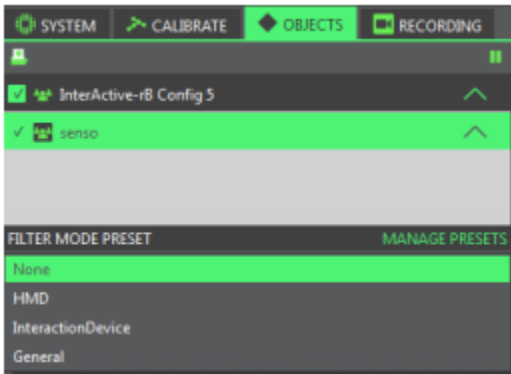 SYSTEM CALIBRATE OBJECTS RECORDING
InterActive-rB Config 5
senso
FILTER MODE PRESET MANAGE PRESETS
None
HMD
InteractionDevice
General